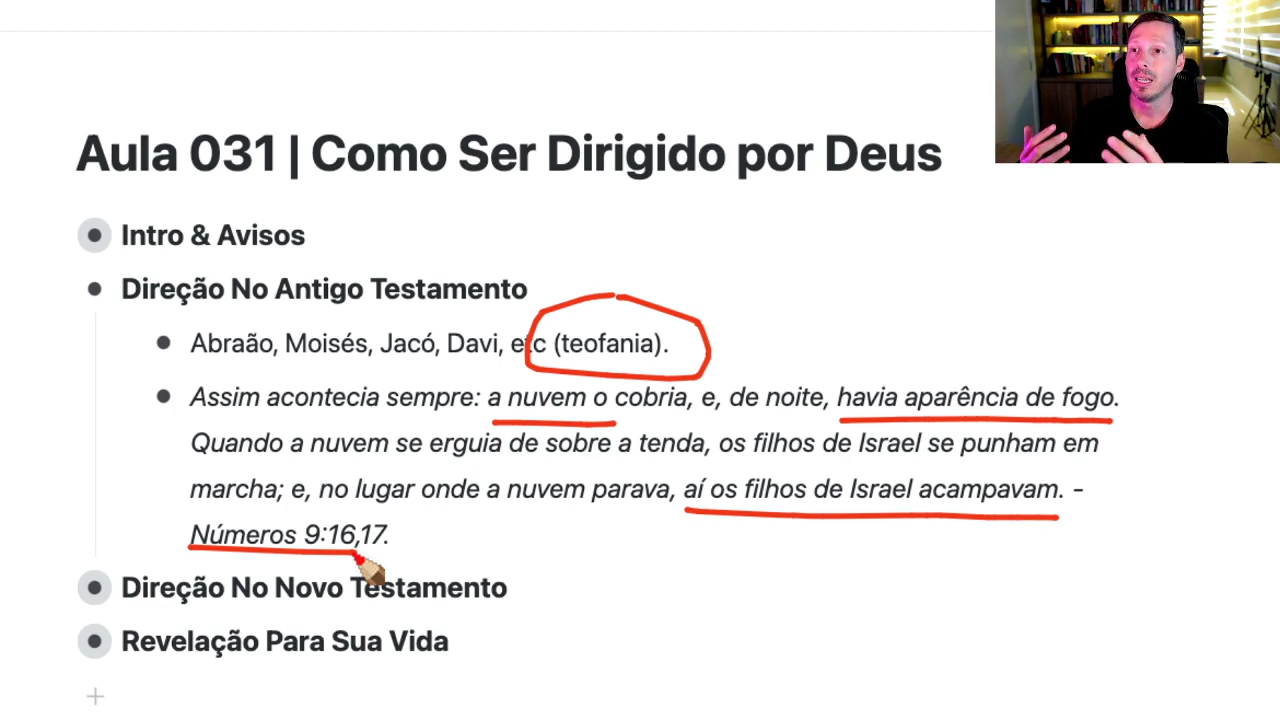 Aula 031 | Como Ser Dirigido por Deus
Intro & Avisos
Direção No Antigo Testamento
Abraão, Moisés, Jacó, Davi, etc (teofania).
Assim acontecia sempre: a nuvem o cobria, e, de noite, havia aparência de fogo.
Quando a nuvem se erguia de sobre a tenda, os filhos de Israel se punham em
marcha; e, no lugar onde a nuvem parava, aí os filhos de Israel acampavam. -
Números 9:16,17.
Direção No Novo Testamento
Revelação Para Sua Vida